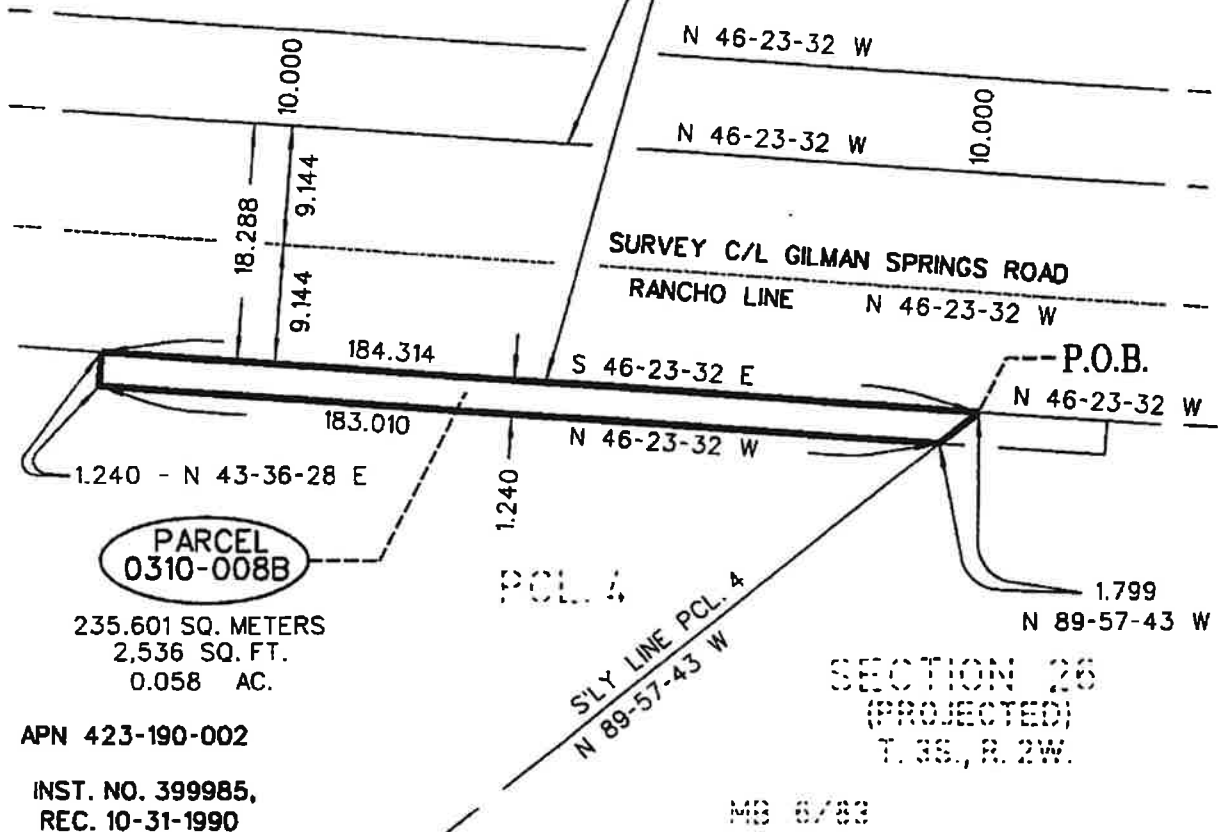 N 46-23-32 W
10.000
10.000
N 46-23-32 W
18.288
9.144
9.144
SURVEY C/L GILMAN SPRINGS ROAD
RANCHO LINE N 46-23-32 W
184.314
S 46-23-32 E
P.O.B.
N 46-23-32 W
183.010
N 46-23-32 W
1.240 - N 43-36-28 E
1.240
PARCEL
0310-008B
PCL. 4
1.799
N 89-57-43 W
235.601 SQ. METERS
2,536 SQ. FT.
0.058 AC.
S'LY LINE PCL. 4
N 89-57-43 W
SECTION 26
(PROJECTED)
T. 3S., R. 2W.
APN 423-190-002
INST. NO. 399985,
REC. 10-31-1990
MB 6/83